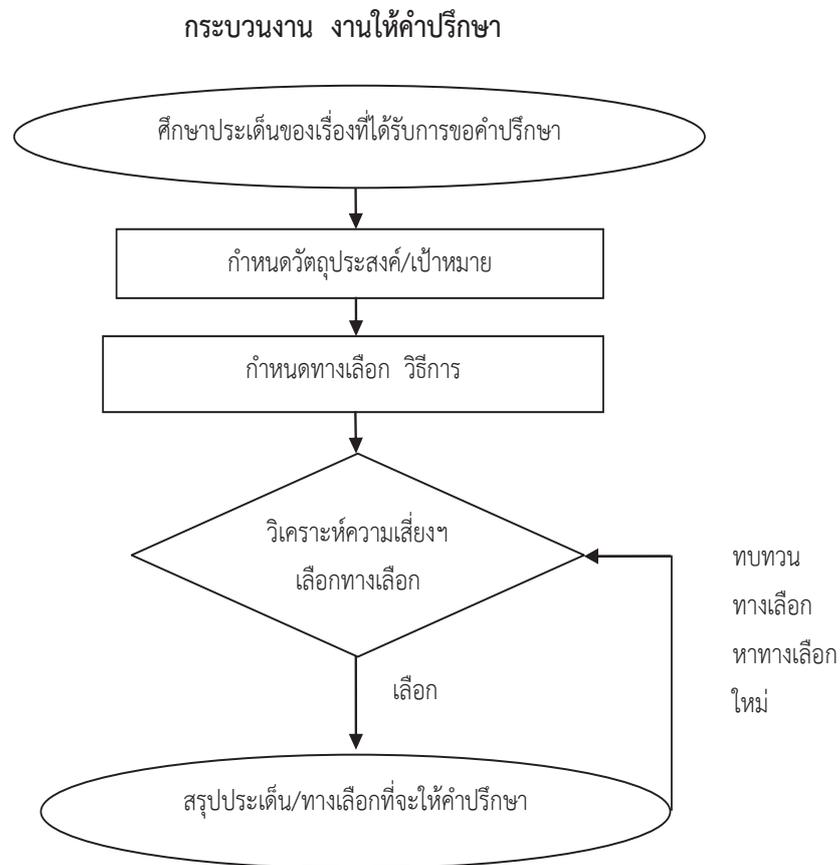 กระบวนงาน งานให้คำปรึกษา
ศึกษาประเด็นของเรื่องที่ได้รับการขอคำปรึกษา
กำหนดวัตถุประสงค์/เป้าหมาย
กำหนดทางเลือก วิธีการ
วิเคราะห์ความเสี่ยงฯ
เลือกทางเลือก
ทบทวน
ทางเลือก
หาทางเลือก
ใหม่
เลือก
สรุปประเด็น/ทางเลือกที่จะให้คำปรึกษา